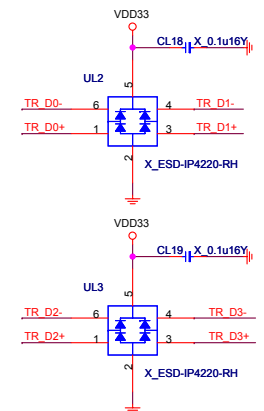 VDD33
CL18 X_0.1u16Y
UL2
5
TR_D0- 6 4 TR_D1-
TR_D0+ 1 3 TR_D1+
2
X_ESD-IP4220-RH
VDD33
CL19 X_0.1u16Y
UL3
5
TR_D2- 6 4 TR_D3-
TR_D2+ 1 3 TR_D3+
2
X_ESD-IP4220-RH